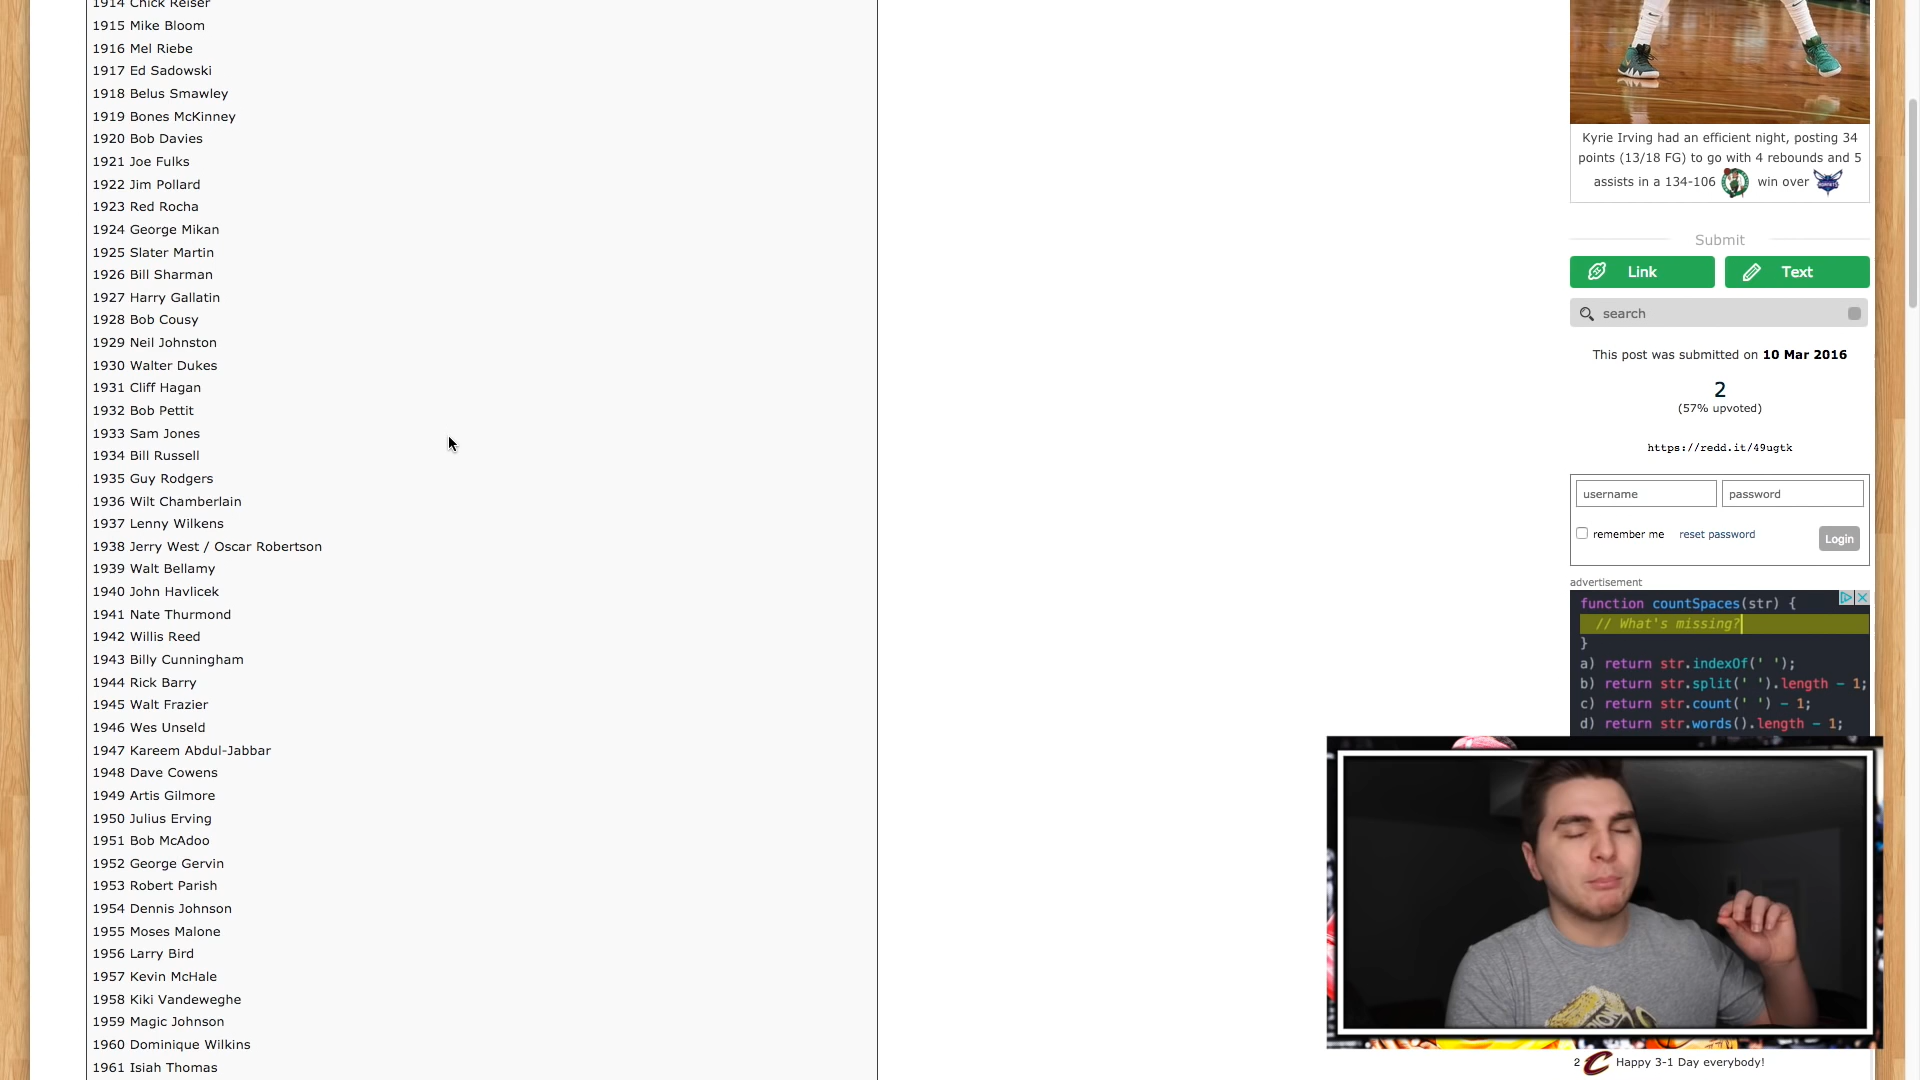 1914 Chick Reiser
1915 Mike Bloom
1916 Mel Riebe
1917 Ed Sadowski
1918 Belus Smawley
1919 Bones McKinney
1920 Bob Davies
1921 Joe Fulks
1922 Jim Pollard
1923 Red Rocha
1924 George Mikan
1925 Slater Martin
1926 Bill Sharman
1927 Harry Gallatin
1928 Bob Cousy
1929 Neil Johnston
1930 Walter Dukes
1931 Cliff Hagan
1932 Bob Pettit
1933 Sam Jones
1934 Bill Russell
1935 Guy Rodgers
1936 Wilt Chamberlain
1937 Lenny Wilkens
1938 Jerry West / Oscar Robertson
1939 Walt Bellamy
1940 John Havlicek
1941 Nate Thurmond
1942 Willis Reed
1943 Billy Cunningham
1944 Rick Barry
1945 Walt Frazier
1946 Wes Unseld
1947 Kareem Abdul-Jabbar
1948 Dave Cowens
1949 Artis Gilmore
1950 Julius Erving
1951 Bob McAdoo
1952 George Gervin
1953 Robert Parish
1954 Dennis Johnson
1955 Moses Malone
1956 Larry Bird
1957 Kevin McHale
1958 Kiki Vandeweghe
1959 Magic Johnson
1960 Dominique Wilkins
1961 Isiah Thomas
Kyrie Irving had an efficient night, posting 34
points (13/18 FG) to go with 4 rebounds and 5
assists in a 134-106 win over
Submit
Link
Text
search
This post was submitted on 10 Mar 2016
2
(57% upvoted)
https://redd.it/49ugtk
username
password
remember me
reset password
Login
advertisement
function countSpaces(str) {
// What's missing?
}
a) return str.indexOf(' ');
b) return str.split(' ').length - 1;
c) return str.count(' ') - 1;
d) return str.words().length - 1;
2 Happy 3-1 Day everybody!